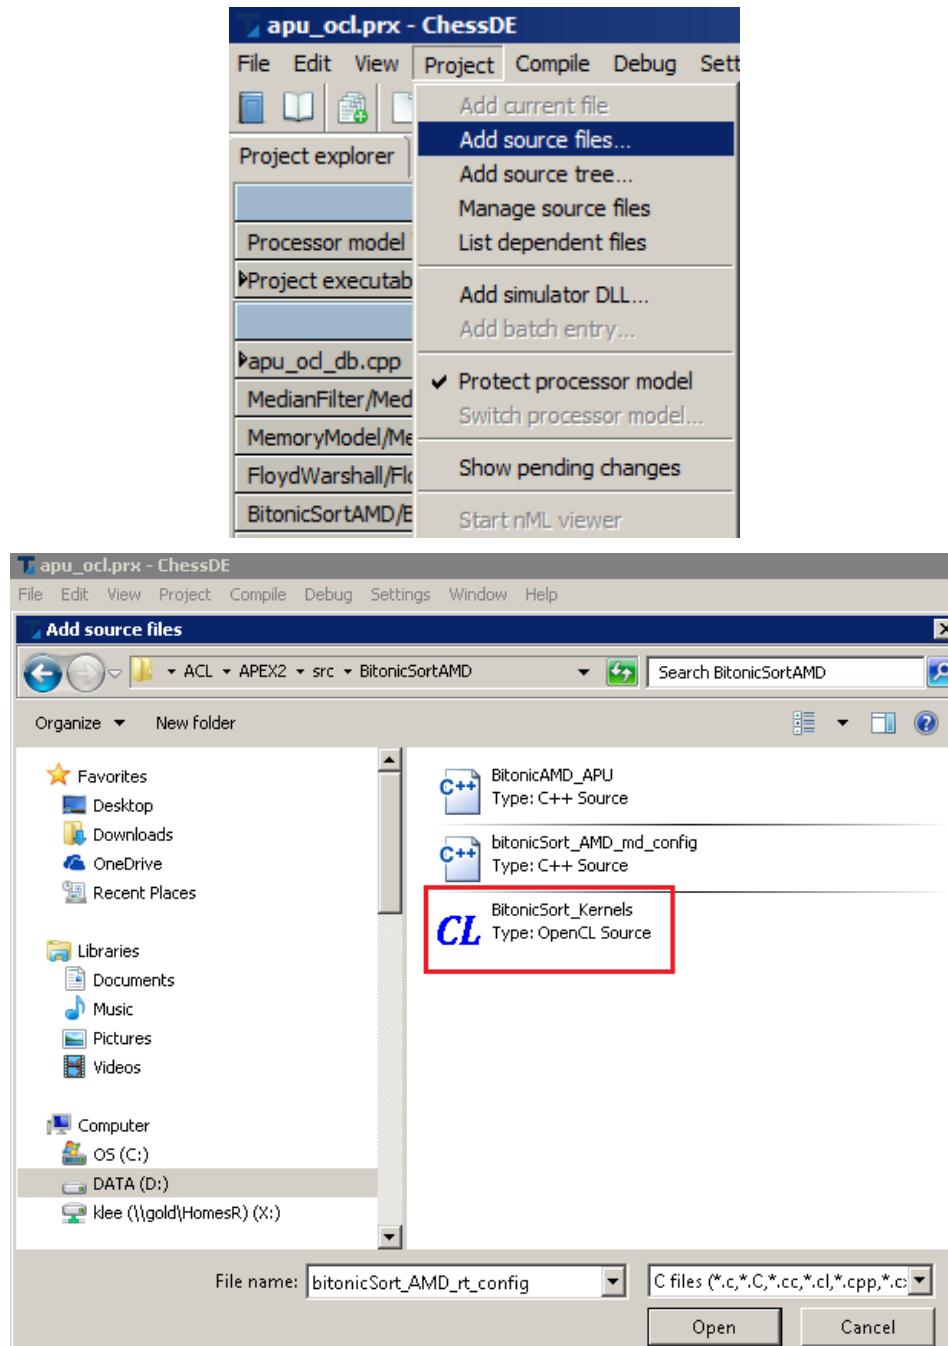 apu_ocl.prx - ChessDE
File Edit View Project Compile Debug Sett
Add current file
Add source files...
Project explorer
Add source tree...
Manage source files
Processor model
List dependent files
Project executab
Add simulator DLL...
Add batch entry...
apu_ocl_db.cpp
Protect processor model
MedianFilter/Med
Switch processor model...
MemoryModel/Me
Show pending changes
FloydWarshall/Flo
BitonicSortAMD/B
Start nML viewer
apu_ocl.prx - ChessDE
File Edit View Project Compile Debug Settings Window Help
Add source files
ACL APEX2 src BitonicSortAMD
Search BitonicSortAMD
Organize New folder
Favorites
Desktop
Downloads
OneDrive
Recent Places
Libraries
Documents
Music
Pictures
Videos
Computer
OS (C:)
DATA (D:)
klee (\\gold\HomesR) (X:)
C++ BitonicAMD_APU
Type: C++ Source
C++ bitonicSort_AMD_md_config
Type: C++ Source
CL BitonicSort_Kernels
Type: OpenCL Source
File name: bitonicSort_AMD_rt_config
C files (*.c,*.C,*.cc,*.cl,*.cpp,*.c
Open Cancel